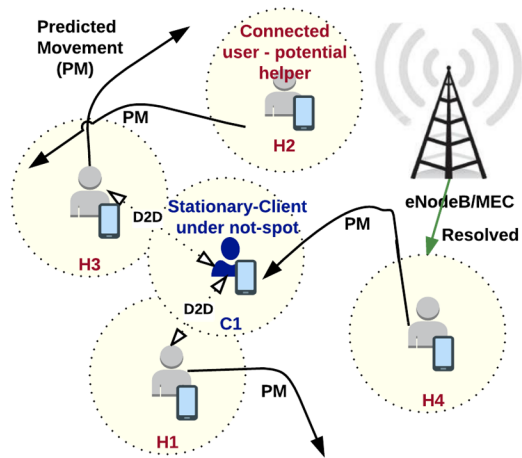 Predicted
Movement
(PM)
Connected
user - potential
helper
PM
H2
eNodeB/MEC
Resolved
H3
D2D
Stationary-Client
under not-spot
PM
D2D
C1
H1
PM
H4